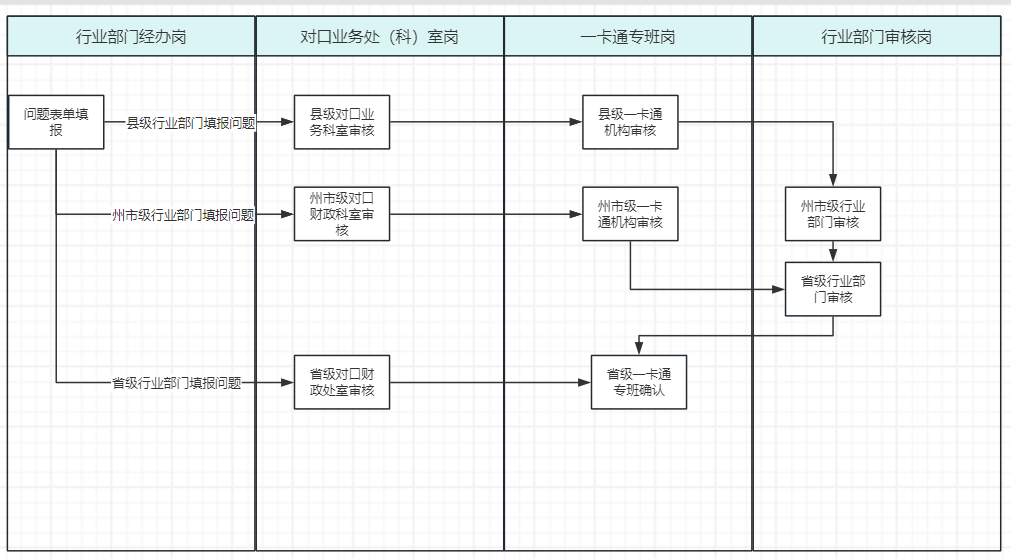 行业部门经办岗
对口业务处（科）室岗
一卡通专班岗
行业部门审核岗
问题表单填
报
县级行业部门填报问题
县级对口业
务科室审核
县级一卡通
机构审核
州市级行业部门填报问题
州市级对口
财政科室审
核
州市级一卡
通机构审核
州市级行业
部门审核
省级行业部
门审核
省级行业部门填报问题
省级对口财
政处室审核
省级一卡通
专班确认